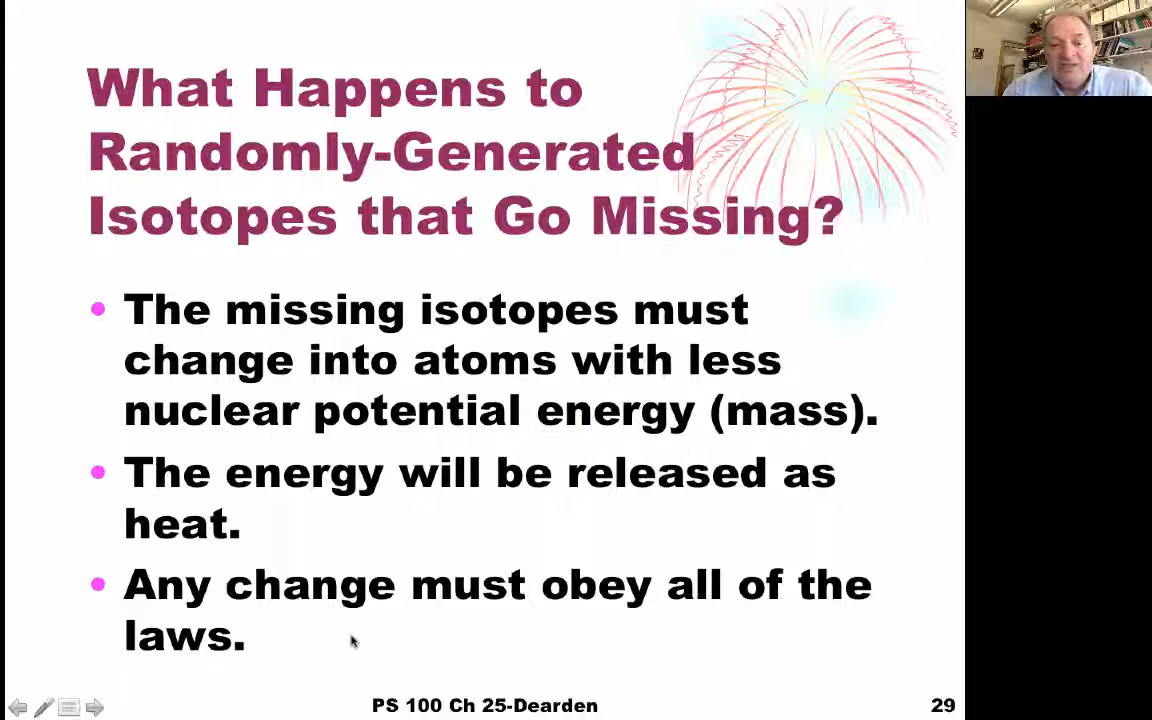 What Happens to
Randomly-Generated
Isotopes that Go Missing?
• The missing isotopes must
change into atoms with less
nuclear potential energy (mass).
• The energy will be released as
heat.
• Any change must obey all of the
laws.
PS 100 Ch 25-Dearden
29